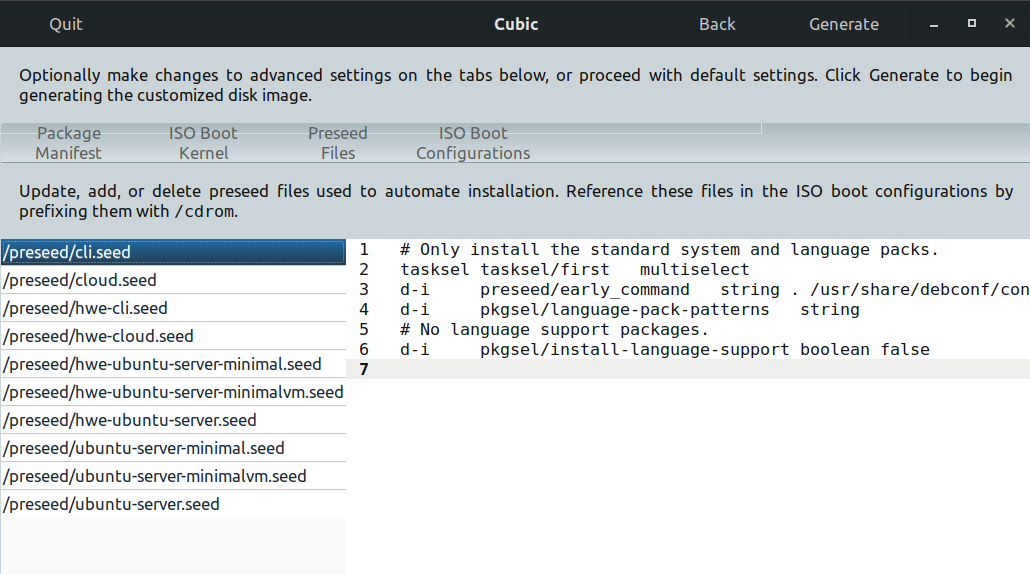 Quit Cubic Back Generate
Optionally make changes to advanced settings on the tabs below, or proceed with default settings. Click Generate to begin
generating the customized disk image.
Package Manifest
ISO Boot Kernel
Preseed Files
ISO Boot Configurations
Update, add, or delete preseed files used to automate installation. Reference these files in the ISO boot configurations by
prefixing them with /cdrom.
/preseed/cli.seed
/preseed/cloud.seed
/preseed/hwe-cli.seed
/preseed/hwe-cloud.seed
/preseed/hwe-ubuntu-server-minimal.seed
/preseed/hwe-ubuntu-server-minimalvm.seed
/preseed/hwe-ubuntu-server.seed
/preseed/ubuntu-server-minimal.seed
/preseed/ubuntu-server-minimalvm.seed
/preseed/ubuntu-server.seed
1 # Only install the standard system and language packs.
2 tasksel tasksel/first multiselect
3 d-i preseed/early_command string . /usr/share/debconf/con
4 d-i pkgsel/language-pack-patterns string
5 # No language support packages.
6 d-i pkgsel/install-language-support boolean false
7